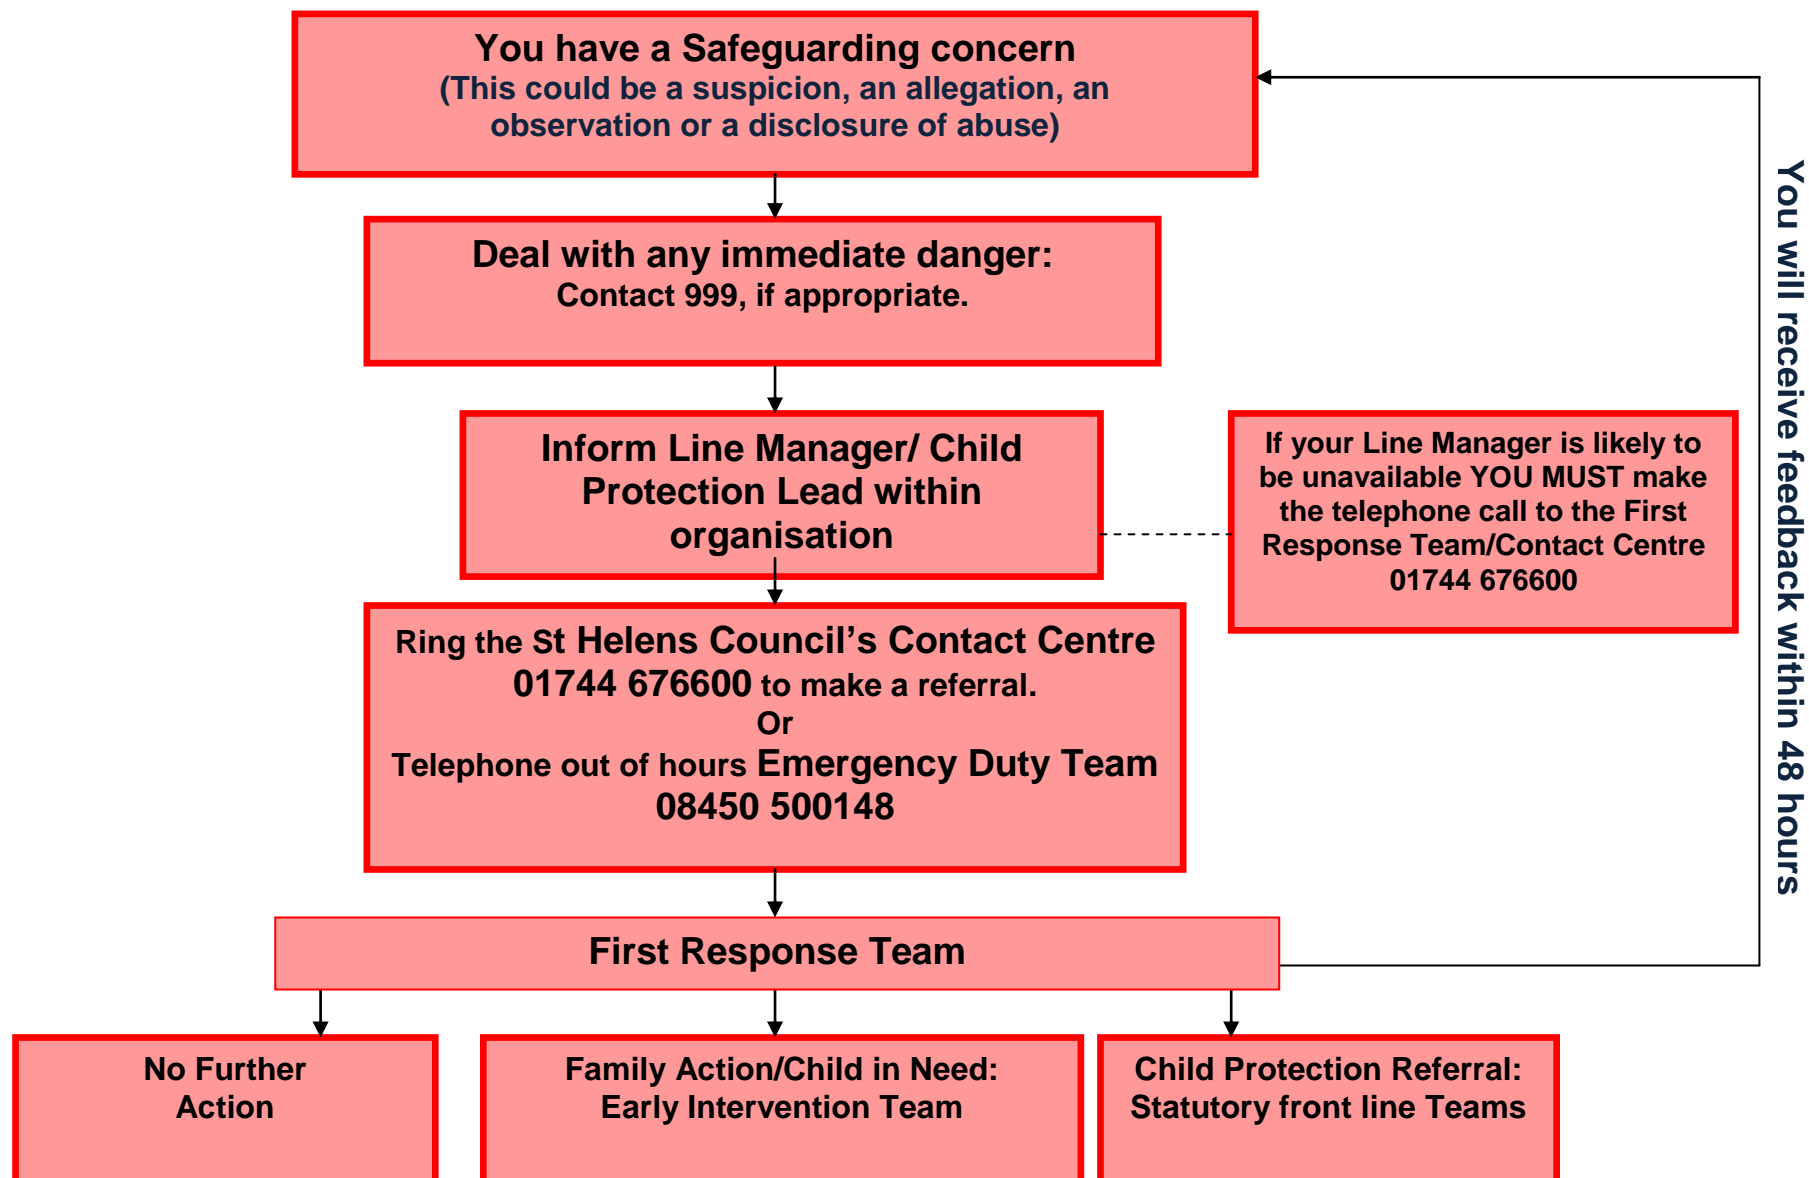 You have a Safeguarding concern
(This could be a suspicion, an allegation, an
observation or a disclosure of abuse)
Deal with any immediate danger:
Contact 999, if appropriate.
Inform Line Manager/ Child
Protection Lead within
organisation
If your Line Manager is likely to
be unavailable YOU MUST make
the telephone call to the First
Response Team/Contact Centre
01744 676600
Ring the St Helens Council’s Contact Centre
01744 676600 to make a referral.
Or
Telephone out of hours Emergency Duty Team
08450 500148
First Response Team
No Further
Action
Family Action/Child in Need:
Early Intervention Team
Child Protection Referral:
Statutory front line Teams
You will receive feedback within 48 hours